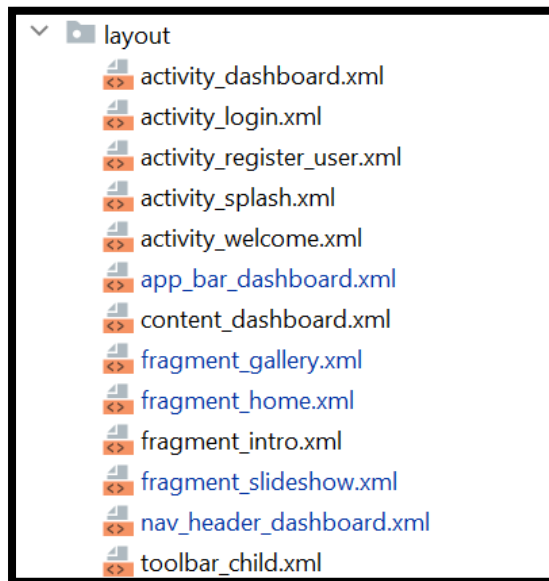 layout
activity_dashboard.xml
activity_login.xml
activity_register_user.xml
activity_splash.xml
activity_welcome.xml
app_bar_dashboard.xml
content_dashboard.xml
fragment_gallery.xml
fragment_home.xml
fragment_intro.xml
fragment_slideshow.xml
nav_header_dashboard.xml
toolbar_child.xml